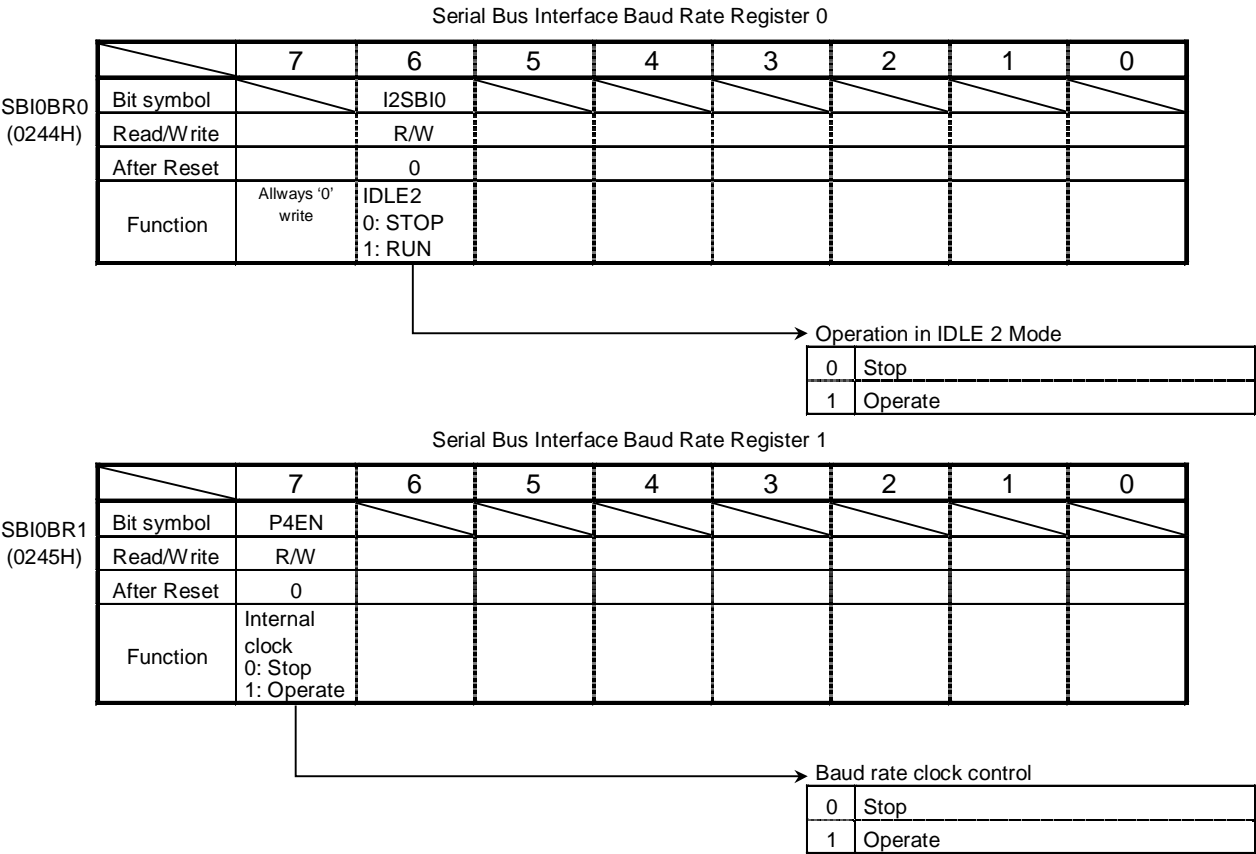 Serial Bus Interface Baud Rate Register 0
7 6 5 4 3 2 1 0
SBI0BR0
(0244H)
Bit symbol I2SBI0
Read/Write R/W
After Reset 0
Function
Allways ‘0’
write
IDLE2
0: STOP
1: RUN
Operation in IDLE 2 Mode
0 Stop
1 Operate
Serial Bus Interface Baud Rate Register 1
7 6 5 4 3 2 1 0
SBI0BR1
(0245H)
Bit symbol P4EN
Read/Write R/W
After Reset 0
Function
Internal
clock
0: Stop
1: Operate
Baud rate clock control
0 Stop
1 Operate